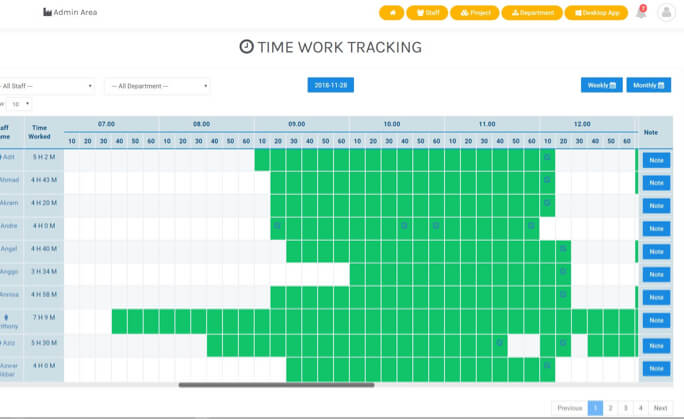 Admin Area
Staff Project Department Desktop App 7
TIME WORK TRACKING
All Staff -- -- All Department -- 2018-11-28 Weekly Monthly
10
Time Worked 07.00 08.00 09.00 10.00 11.00 12.00 Note
10 20 30 40 50 60 10 20 30 40 50 60 10 20 30 40 50 60 10 20 30 40 50 60 10 20 30 40 50 60 10 20 30 40 50 60
Azit 5 H 2 M Note
Ahmad 4 H 43 M Note
Akram 4 H 20 M Note
Andre 4 H 0 M Note
Angel 4 H 40 M Note
Anggo 3 H 34 M Note
Annisa 4 H 58 M Note
nthony 7 H 9 M Note
Aziz 5 H 30 M Note
Azwar 4 H 0 M Note
kbar
Previous 1 2 3 4 Next